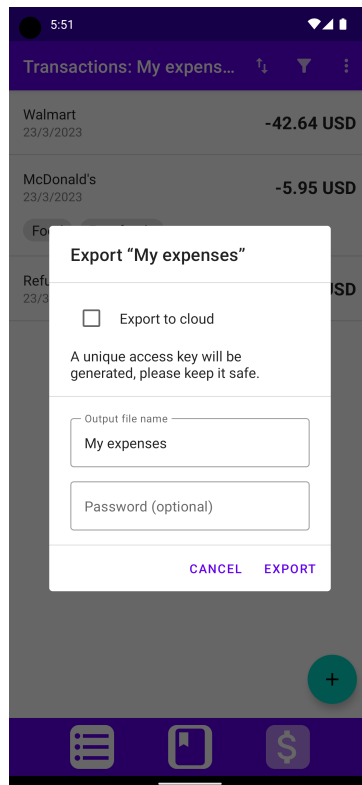 5:51
Transactions: My expens...
Walmart
23/3/2023
-42.64 USD
McDonald's
23/3/2023
-5.95 USD
Export “My expenses”
Export to cloud
A unique access key will be
generated, please keep it safe.
Output file name
My expenses
Password (optional)
CANCEL
EXPORT